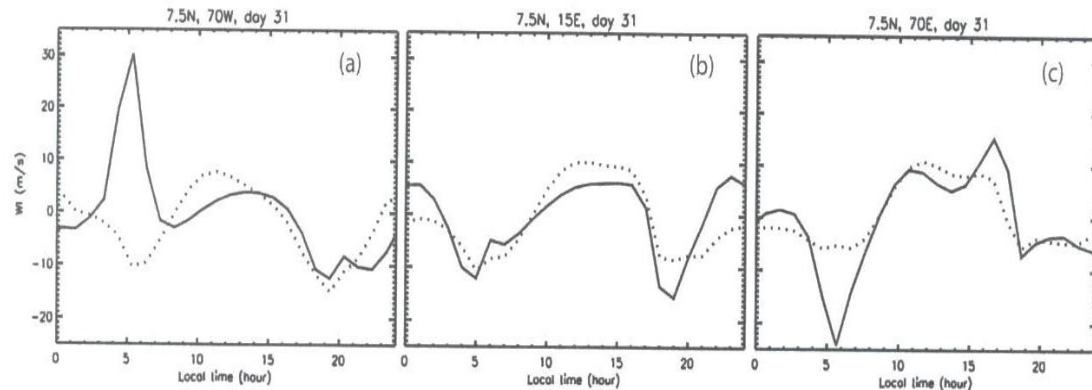 7.5N, 70W, day 31
7.5N, 15E, day 31
7.5N, 70E, day 31
(a)
(b)
(c)
30
20
10
0
-10
-20
WI (m/s)
0 5 10 15 20
0 5 10 15 20
0 5 10 15 20
Local time (hour)
Local time (hour)
Local time (hour)